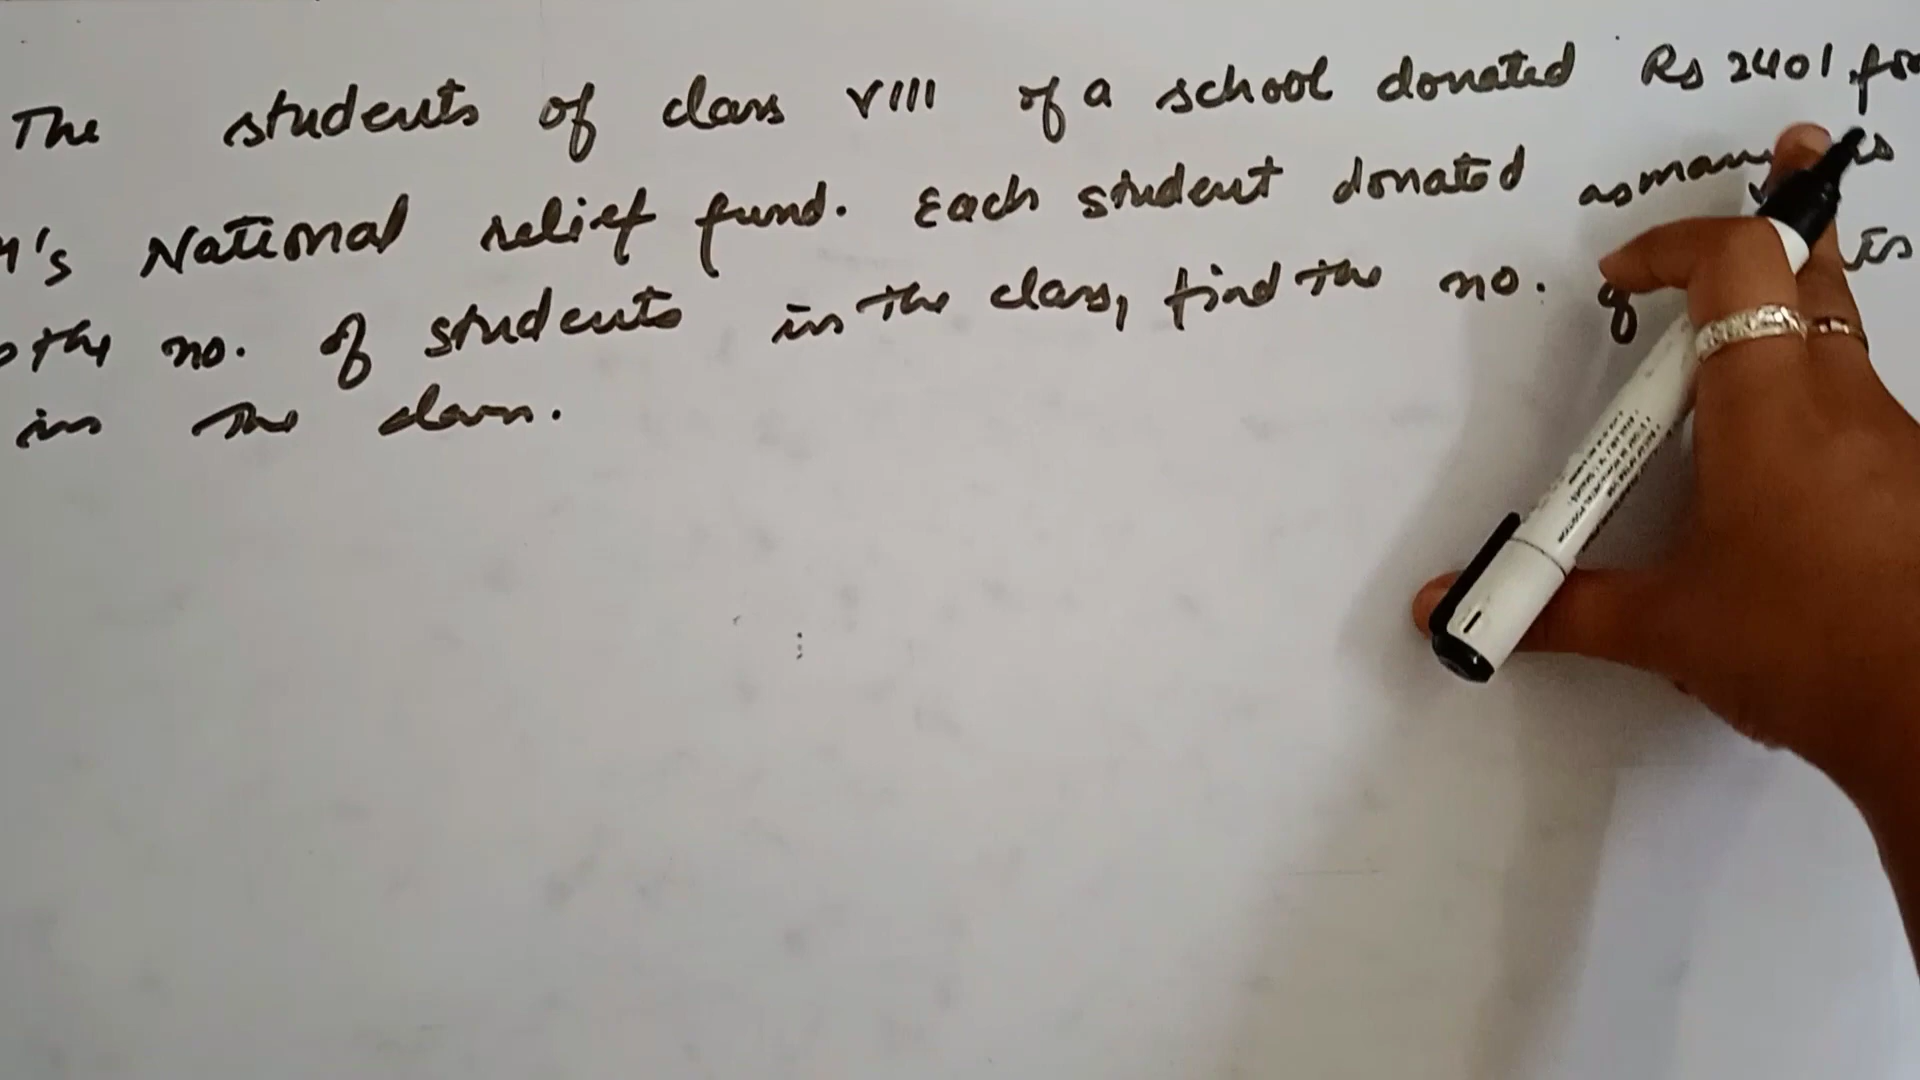 The students of class VIII of a school donated Rs 2401 for
's National relief fund. Each student donated as many
the no. of students in the class, find the no. of
in the class.